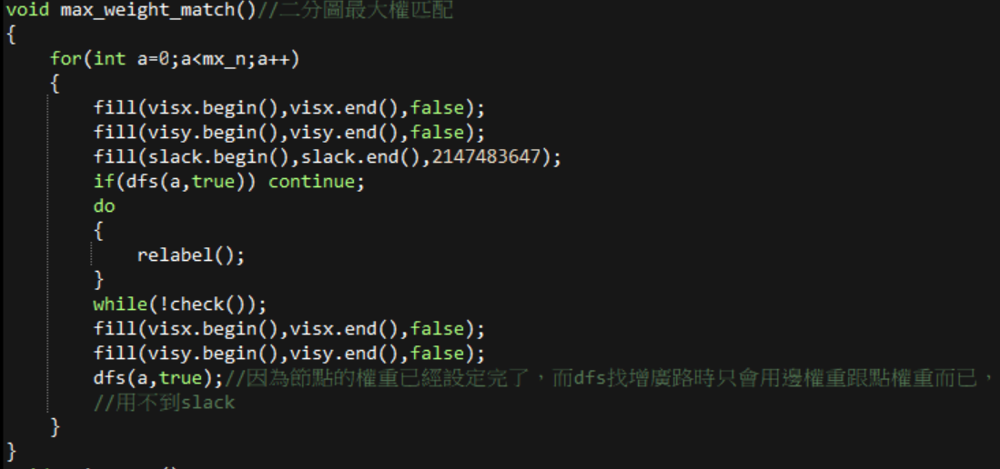 void max_weight_match()//二分圖最大權匹配
{
for(int a=0;a<mx_n;a++)
{
fill(visx.begin(),visx.end(),false);
fill(visy.begin(),visy.end(),false);
fill(slack.begin(),slack.end(),2147483647);
if(dfs(a,true)) continue;
do
{
relabel();
}
while(!check());
fill(visx.begin(),visx.end(),false);
fill(visy.begin(),visy.end(),false);
dfs(a,true);//因為節點的權重已經設定完了，而dfs找增廣路時只會用邊權重跟點權重而已，
//用不到slack
}
}